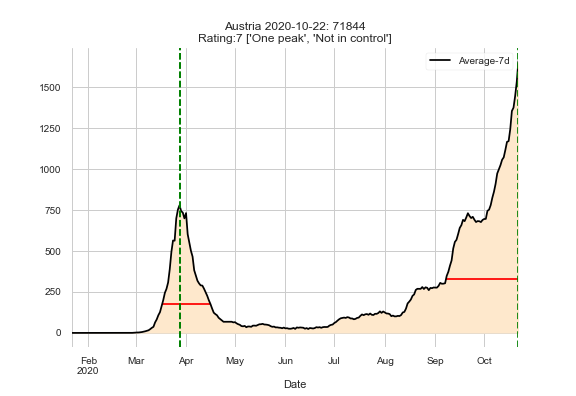 Austria 2020-10-22: 71844
Rating:7 ['One peak', 'Not in control']
Average-7d
1500
1250
1000
750
500
250
0
Feb
2020
Mar
Apr
May
Jun
Jul
Aug
Sep
Oct
Date